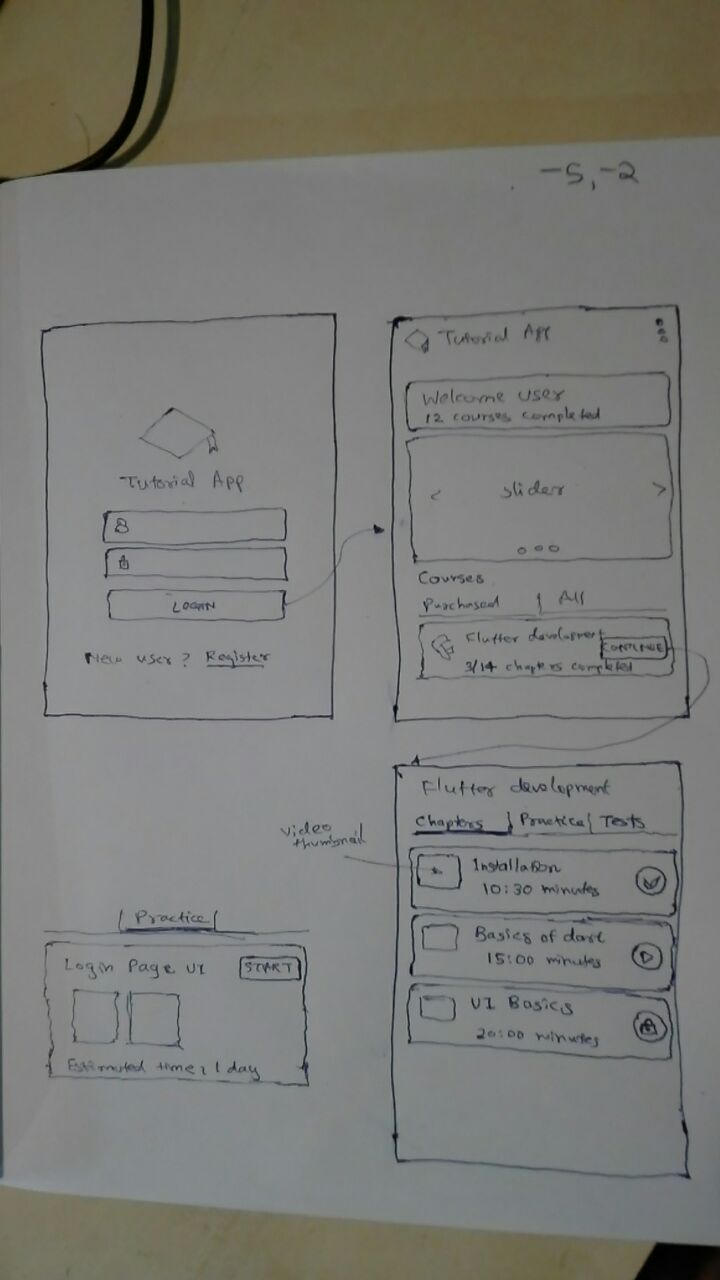 -5,-2
Tutorial App
LOGIN
New user? Register
Tutorial App
Welcome user
12 courses completed
< slider >
Courses
Purchased | All
Flutter development
CONTINUE
3/14 chapters completed
Flutter development
Chapters | Practice | Tests
video
thumbnail
Installation
10:30 minutes
Basics of dart
15:00 minutes
UI Basics
20:00 minutes
| Practice |
Login Page UI START
Estimated time: 1 day